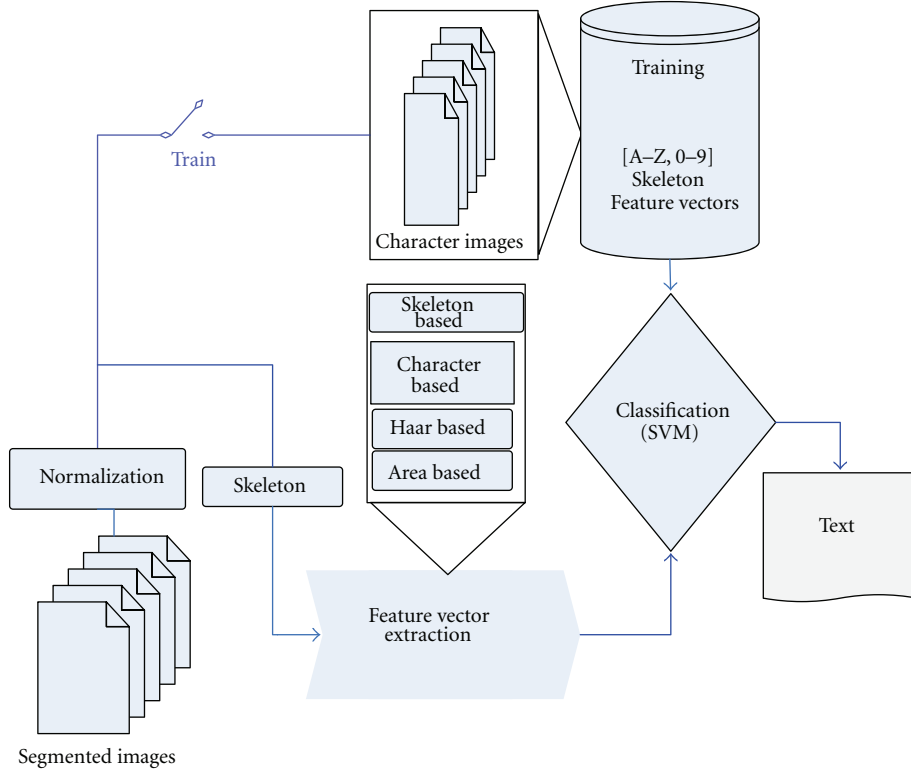 Training
[A–Z, 0–9]
Skeleton
Feature vectors
Train
Character images
Skeleton
based
Character
based
Haar based
Area based
Classification
(SVM)
Normalization
Skeleton
Text
Feature vector
extraction
Segmented images